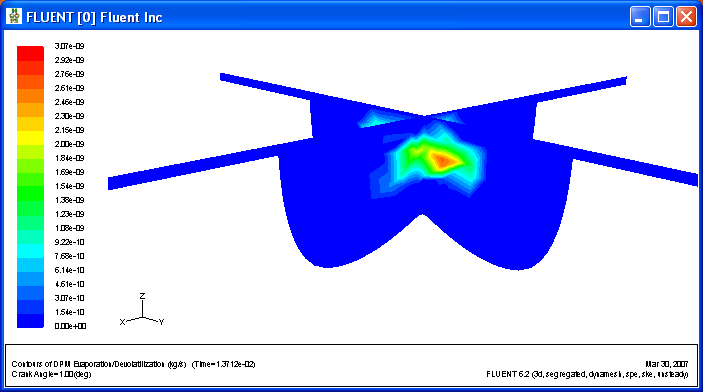 FLUENT [0] Fluent Inc
3.07e-09
2.92e-09
2.76e-09
2.61e-09
2.46e-09
2.30e-09
2.15e-09
2.00e-09
1.84e-09
1.69e-09
1.54e-09
1.38e-09
1.23e-09
1.08e-09
9.22e-10
7.68e-10
6.14e-10
4.61e-10
3.07e-10
1.54e-10
0.00e+00
Z
X Y
Contours of DPM Evaporation/Devolatilization (kg/s) (Time=1.3712e-02)
Crank Angle=1.00(deg)
Mar 30, 2007
FLUENT 6.2 (3d, segregated, dynamesh, spe, ske, unsteady)